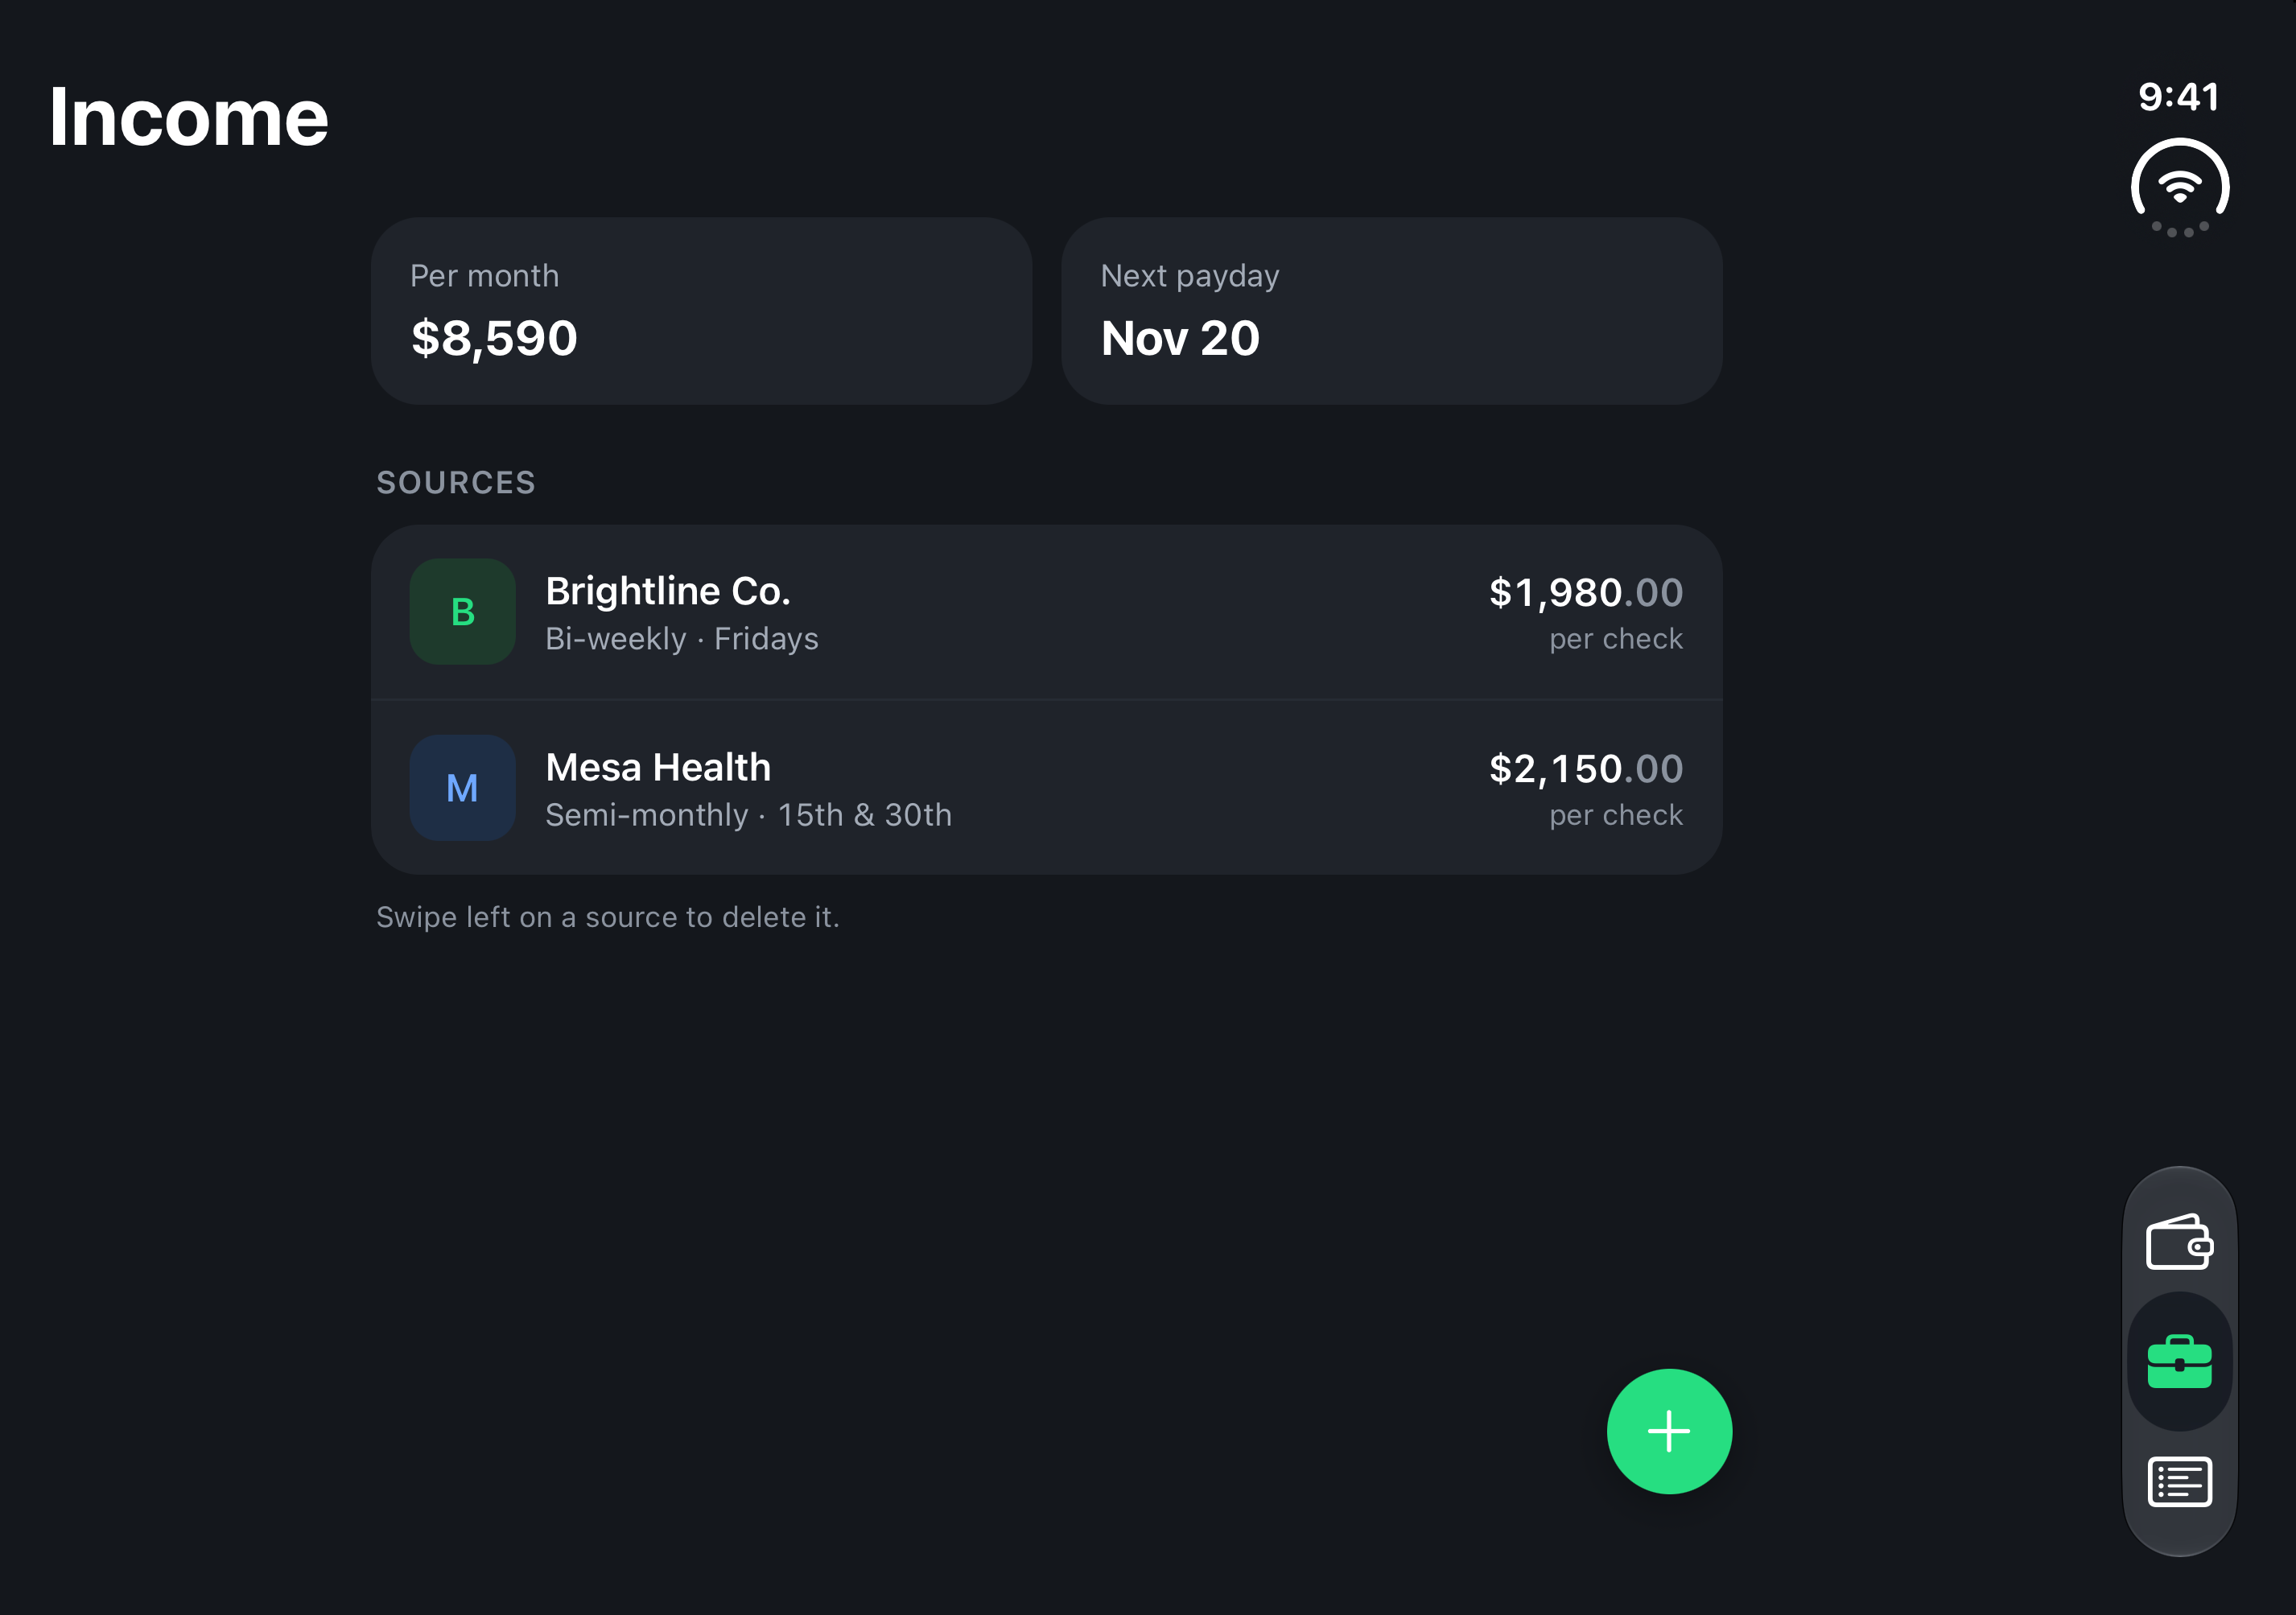 Income
9:41
Per month
$8,590
Next payday
Nov 20
SOURCES
B
Brightline Co.
Bi-weekly · Fridays
$1,980.00
per check
M
Mesa Health
Semi-monthly · 15th & 30th
$2,150.00
per check
Swipe left on a source to delete it.